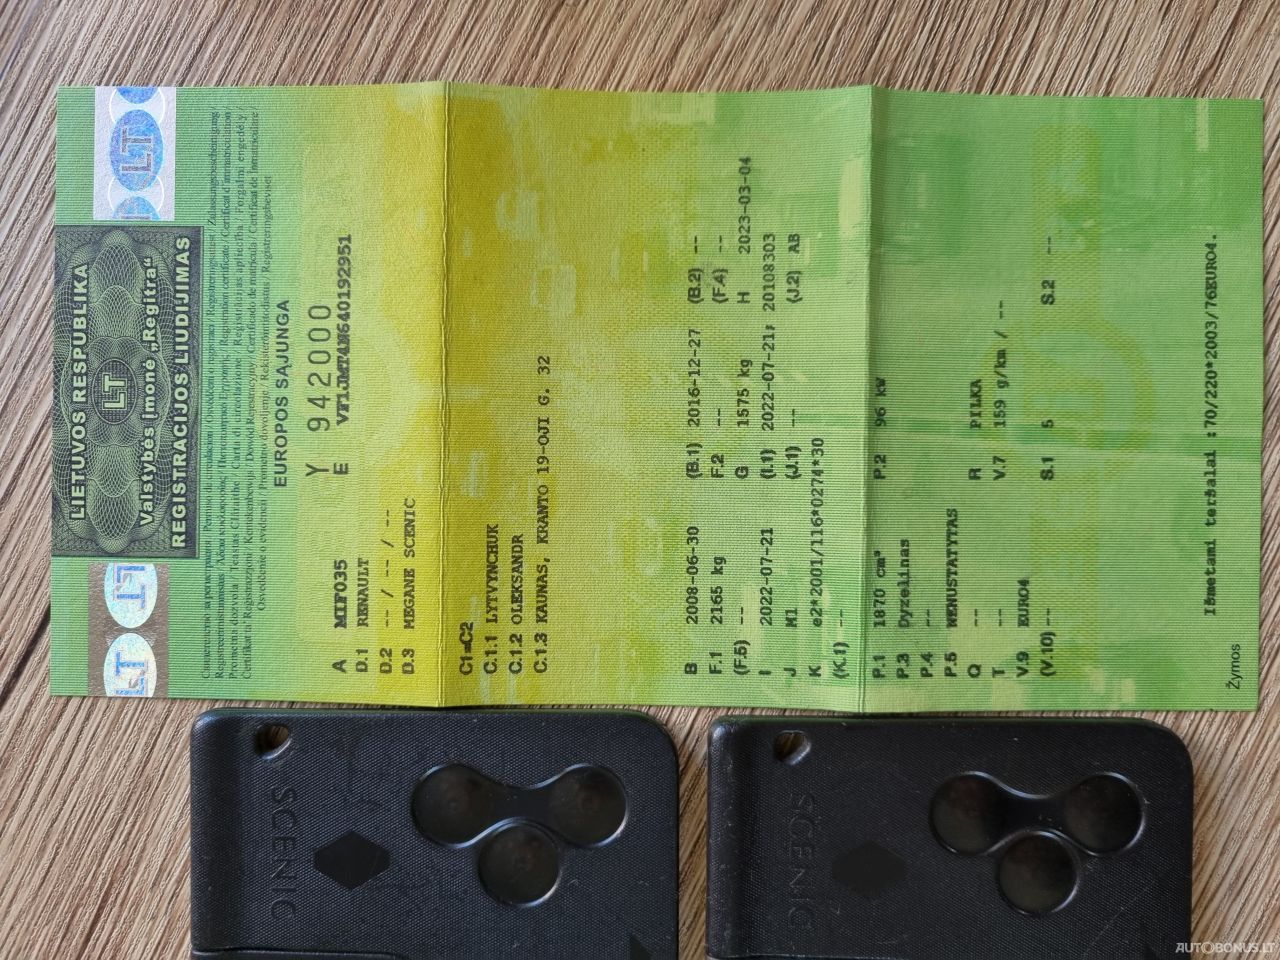 LIETUVOS RESPUBLIKA
Valstybės įmonė „Regitra“
REGISTRACIJOS LIUDIJIMAS
LT
LT
LT
LT
EUROPOS SĄJUNGA
Y 942000
A MIF035 E VF1JMT4N640192951
D.1 RENAULT
D.2 -- / -- / --
D.3 MEGANE SCENIC
C1=C2
C.1.1 LYTVYNCHUK
C.1.2 OLEKSANDR
C.1.3 KAUNAS, KRANTO 19-OJI G. 32
B 2008-06-30 (B.1) 2016-12-27 (B.2) --
F.1 2165 kg F.2 -- (F.4) --
(F.5) -- G 1575 kg H 2023-03-04
I 2022-07-21 (I.1) 2022-07-21; 20108303
J M1 (J.1) -- (J.2) AB
K e2*2001/116*0274*30
(K.1) --
P.1 1870 cm³ P.2 96 kW
P.3 Dyzelinas
P.4 --
P.5 NENUSTATYTAS
Q -- R PILKA
T -- V.7 159 g/km / --
V.9 EURO4
(V.10) -- S.1 5 S.2 --
Išmetami teršalai :70/220*2003/76EURO4.
Žymos
SCENIC
SCENIC
AUTOBONUS.LT